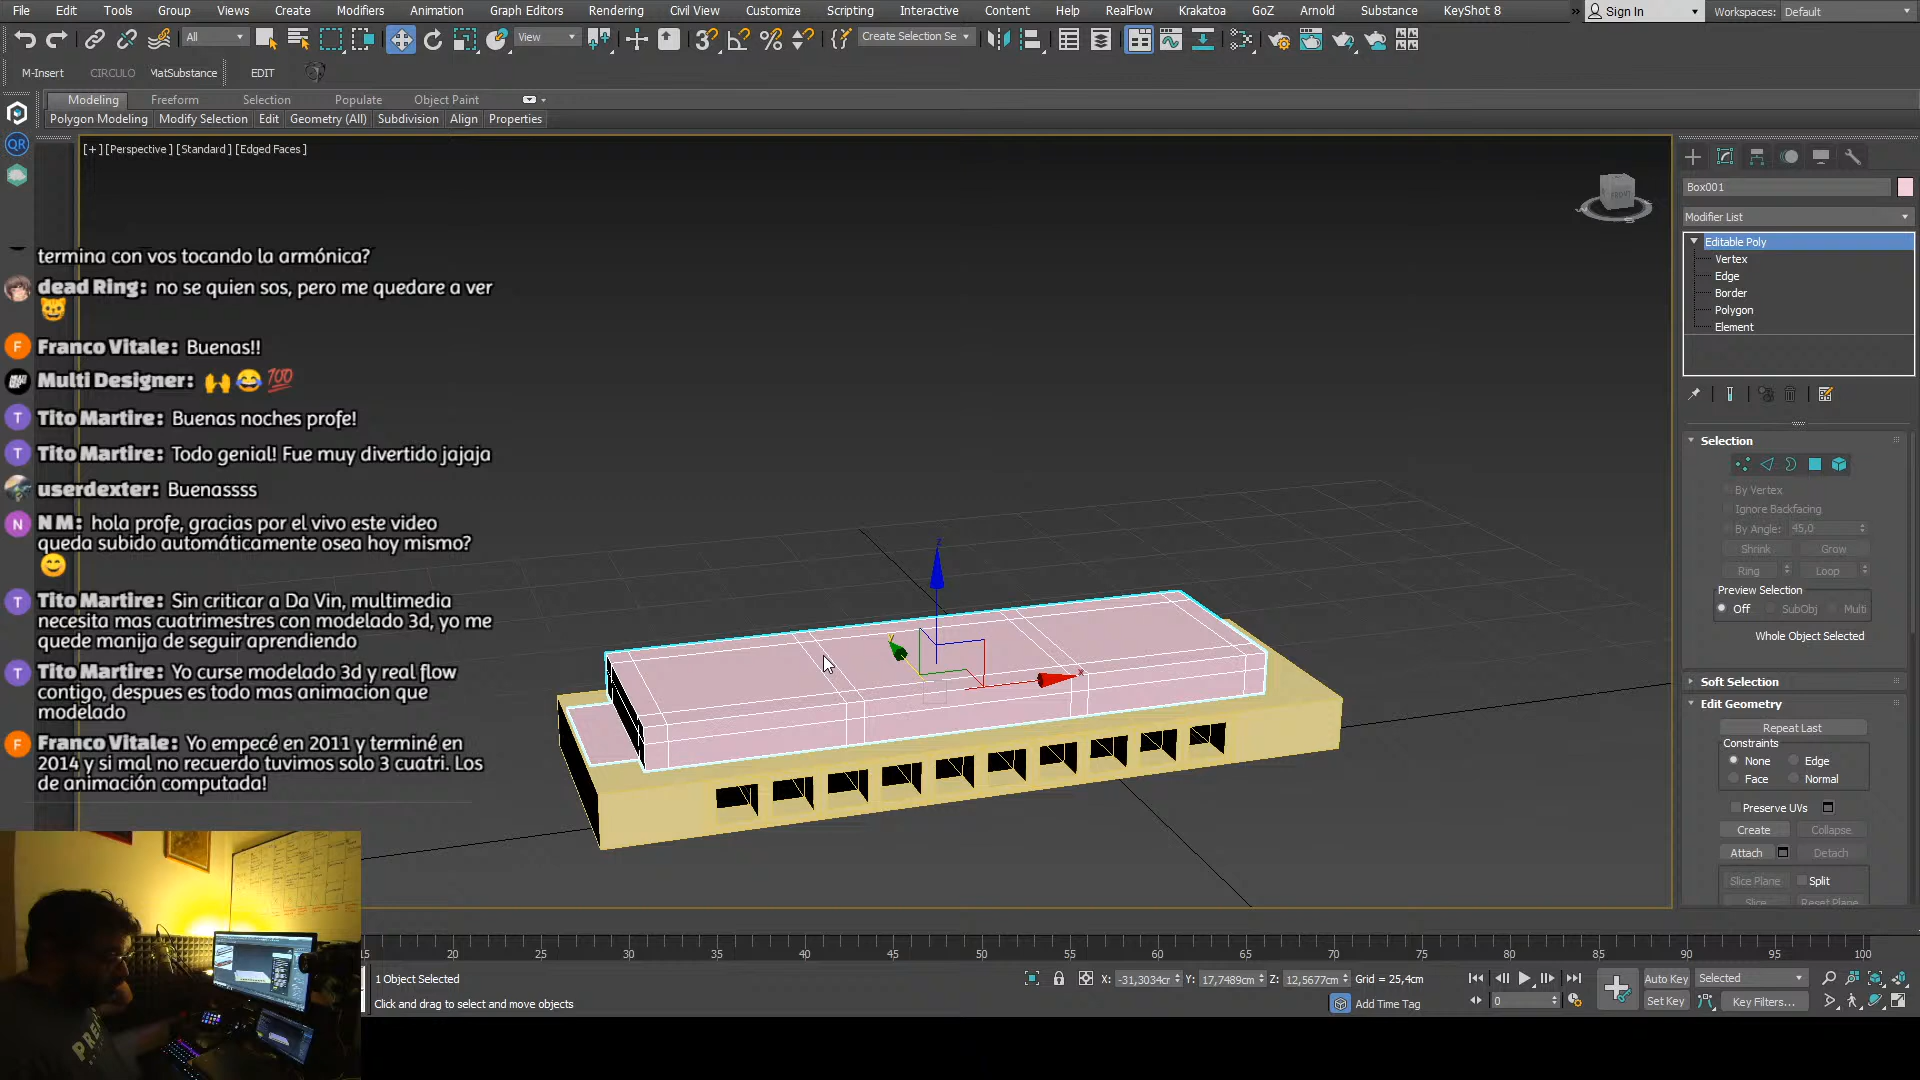 File Edit Tools Group Views Create Modifiers Animation Graph Editors Rendering Civil View Customize Scripting Interactive Content Help RealFlow Krakatoa GoZ Arnold Substance KeyShot 8 » Sign In Workspaces: Default
All View Create Selection Se
M-Insert CIRCULO MatSubstance EDIT
Modeling Freeform Selection Populate Object Paint
Polygon Modeling Modify Selection Edit Geometry (All) Subdivision Align Properties
[+] [Perspective] [Standard] [Edged Faces]
QR
FRONT
Box001
Modifier List
Editable Poly
Vertex
Edge
Border
Polygon
Element
termina con vos tocando la armónica?
dead Ring: no se quien sos, pero me quedare a ver
Franco Vitale: Buenas!!
Multi Designer: 🙌😂💯
Tito Martire: Buenas noches profe!
Tito Martire: Todo genial! Fue muy divertido jajaja
userdexter: Buenassss
N M: hola profe, gracias por el vivo este video
queda subido automáticamente osea hoy mismo?
Tito Martire: Sin criticar a Da Vin, multimedia
necesita mas cuatrimestres con modelado 3d, yo me
quede manija de seguir aprendiendo
Tito Martire: Yo curse modelado 3d y real flow
contigo, despues es todo mas animacion que
modelado
Franco Vitale: Yo empecé en 2011 y terminé en
2014 y si mal no recuerdo tuvimos solo 3 cuatri. Los
de animación computada!
Selection
By Vertex
Ignore Backfacing
By Angle: 45,0
Shrink Grow
Ring Loop
Preview Selection
Off SubObj Multi
Whole Object Selected
Soft Selection
Edit Geometry
Repeat Last
Constraints
None Edge
Face Normal
Preserve UVs
Create Collapse
Attach Detach
Slice Plane Split
Slice Reset Plane
15 20 25 30 35 40 45 50 55 60 65 70 75 80 85 90 95 100
1 Object Selected X: -31,3034cr Y: 17,7489cm Z: 12,5677cm Grid = 25,4cm Auto Key Selected
Click and drag to select and move objects Add Time Tag 0 Set Key Key Filters...